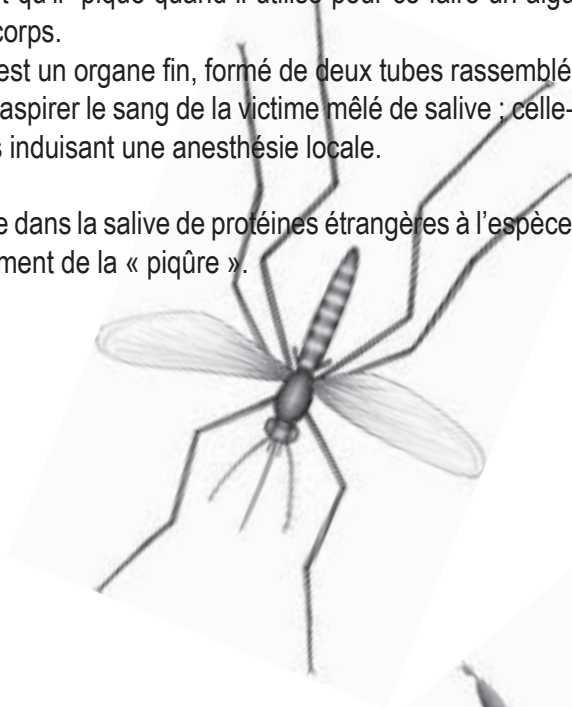 qu'il pique quand il utilise pour ce faire un aigu
corps.
est un organe fin, formé de deux tubes rassemblé
aspirer le sang de la victime mêlé de salive ; celle-
s induisant une anesthésie locale.
e dans la salive de protéines étrangères à l’espèce
ment de la « piqûre ».